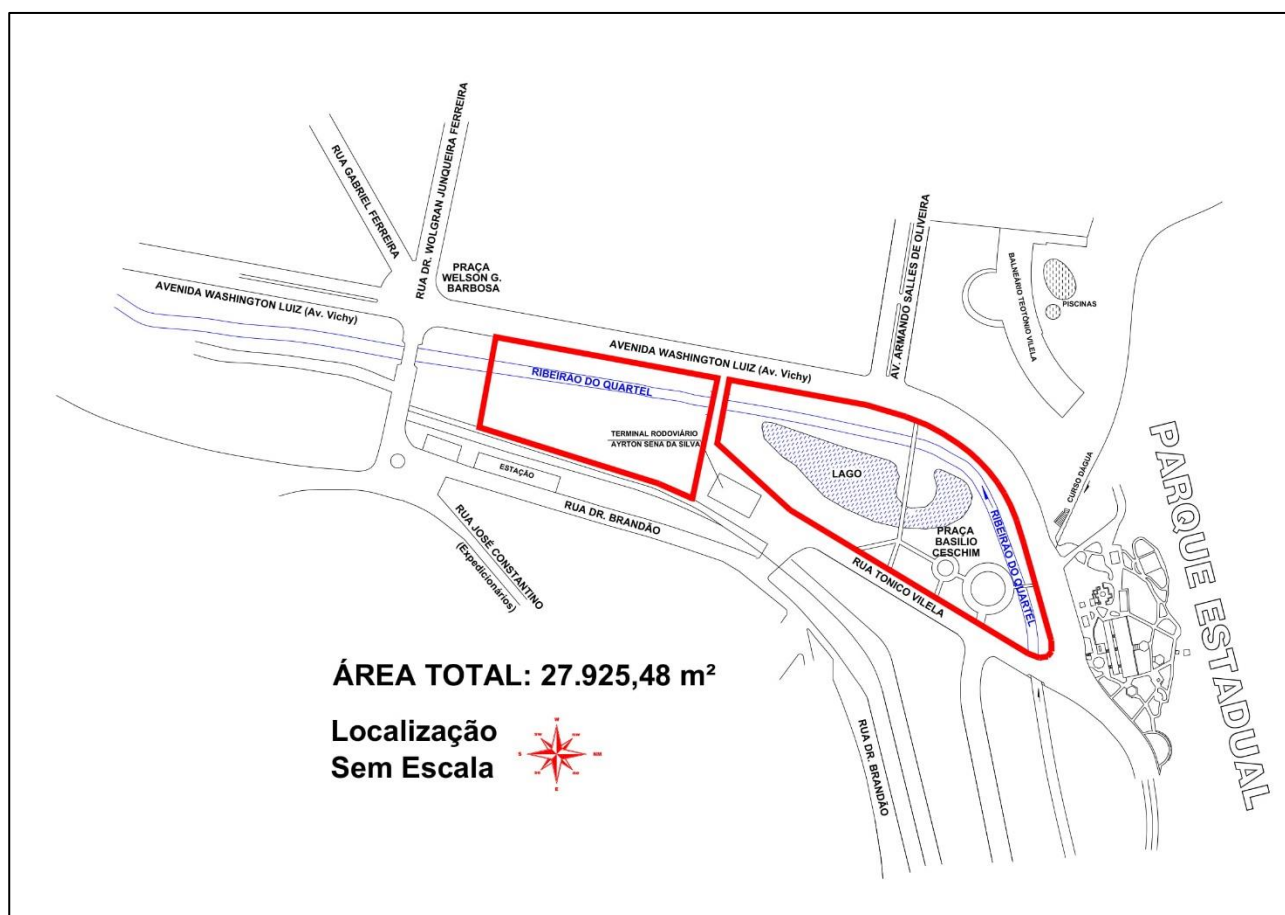 RUA GABRIEL FERREIRA
RUA DR. WOLGRAN JUNQUEIRA FERREIRA
PRAÇA
WELSON G.
BARBOSA
AVENIDA WASHINGTON LUIZ (Av. Vichy)
AVENIDA WASHINGTON LUIZ (Av. Vichy)
AV. ARMANDO SALLES DE OLIVEIRA
BALNEÁRIO TEOTÔNIO VILELA
PISCINAS
RIBEIRÃO DO QUARTEL
TERMINAL RODOVIÁRIO
AYRTON SENA DA SILVA
LAGO
ESTAÇÃO
CURSO DÁGUA
PARQUE ESTADUAL
RUA DR. BRANDÃO
RUA JOSÉ CONSTANTINO
(Expedicionários)
PRAÇA
BASILIO
CESCHIM
RIBEIRÃO DO QUARTEL
RUA TONICO VILELA
RUA DR. BRANDÃO
ÁREA TOTAL: 27.925,48 m²
Localização
Sem Escala
W
S
E